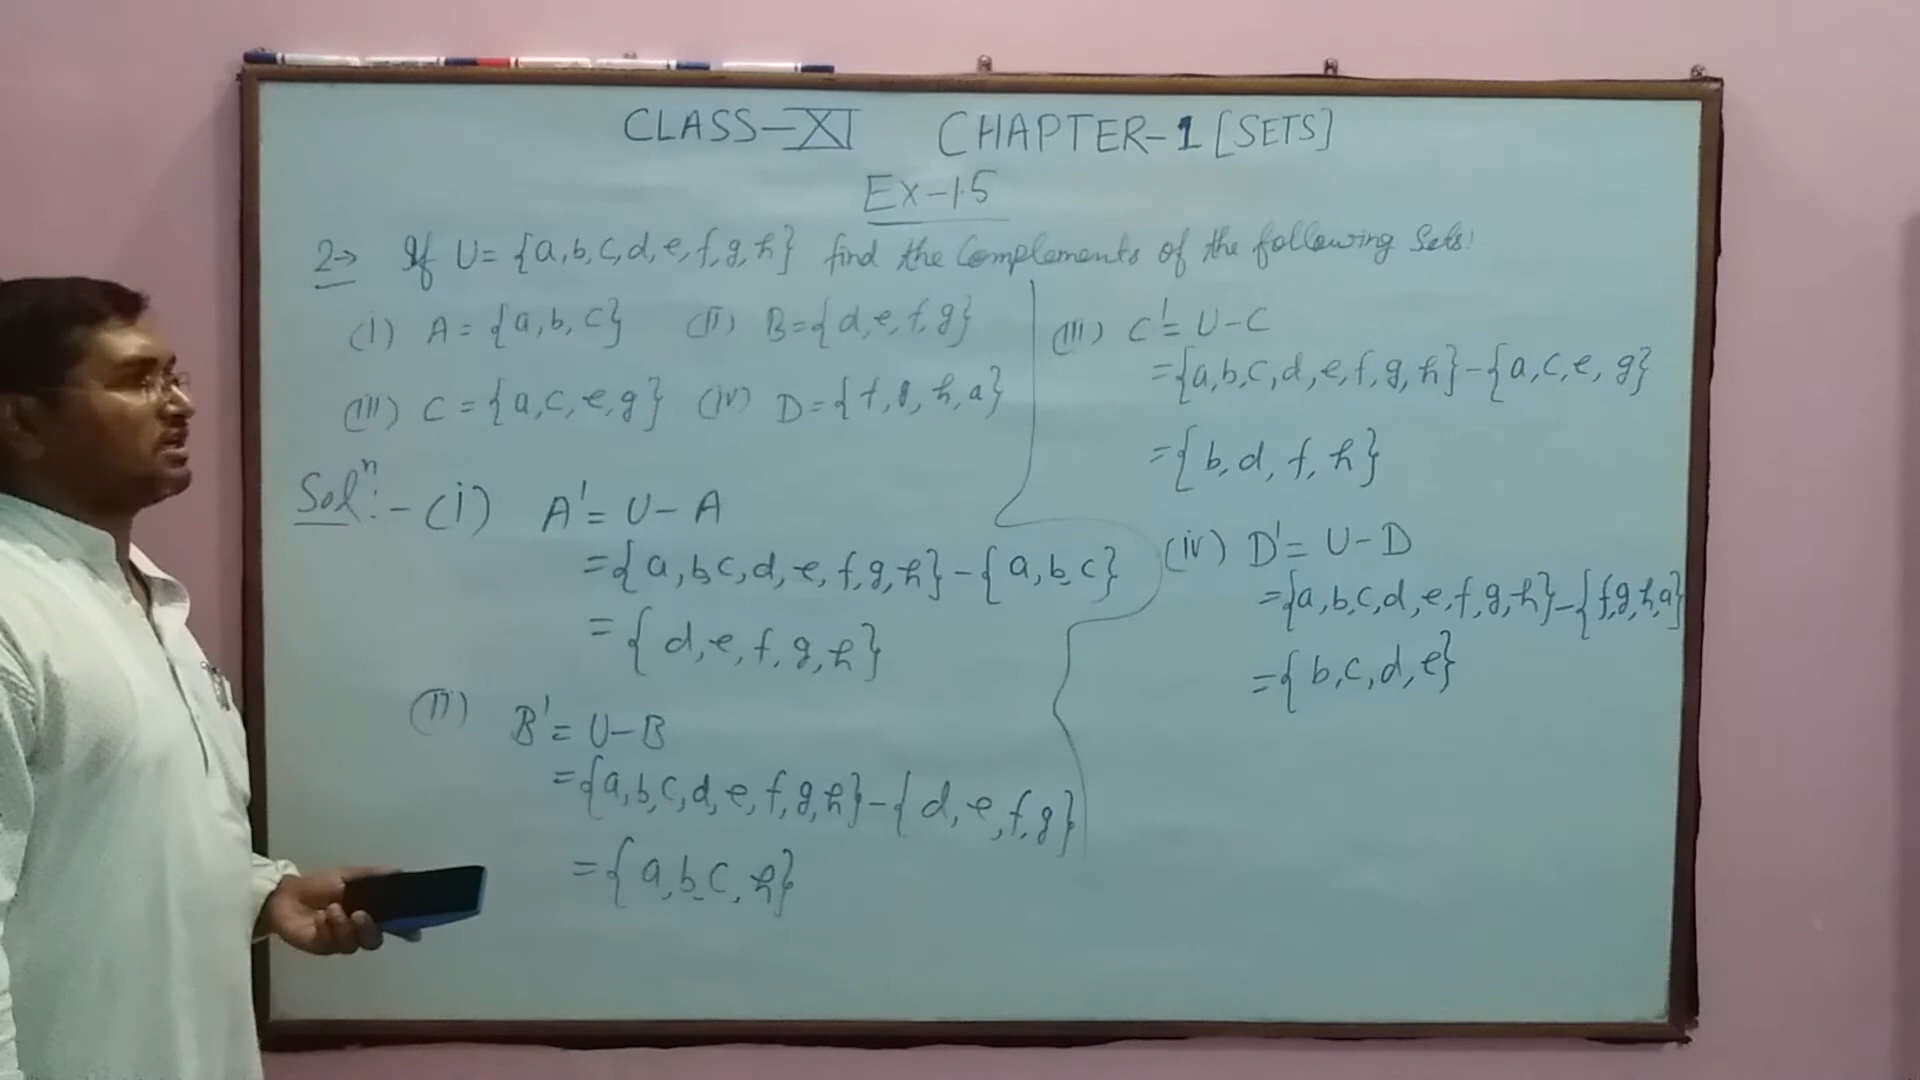 CLASS-XI CHAPTER-1 [SETS]
Ex-1.5
2→ If U= {a,b,c,d,e,f,g,h} find the Complements of the following Sets:
(i) A= {a,b,c} (ii) B={d,e,f,g}
(iii) C={a,c,e,g} (iv) D={f,g,h,a}
Solⁿ:- (i) A'= U-A
={a,b,c,d,e,f,g,h}-{a,b,c}
={d,e,f,g,h}
(ii) B'= U-B
={a,b,c,d,e,f,g,h}-{d,e,f,g}
={a,b,c,h}
(iii) C'= U-C
={a,b,c,d,e,f,g,h}-{a,c,e,g}
={b,d,f,h}
(iv) D'= U-D
={a,b,c,d,e,f,g,h}-{f,g,h,a}
={b,c,d,e}